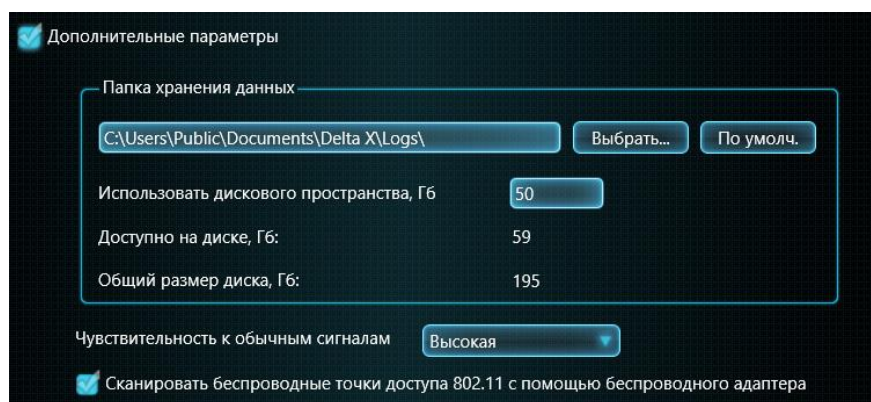 Дополнительные параметры
Папка хранения данных
C:\Users\Public\Documents\Delta X\Logs\ Выбрать... По умолч.
Использовать дискового пространства, Гб 50
Доступно на диске, Гб: 59
Общий размер диска, Гб: 195
Чувствительность к обычным сигналам Высокая
Сканировать беспроводные точки доступа 802.11 с помощью беспроводного адаптера